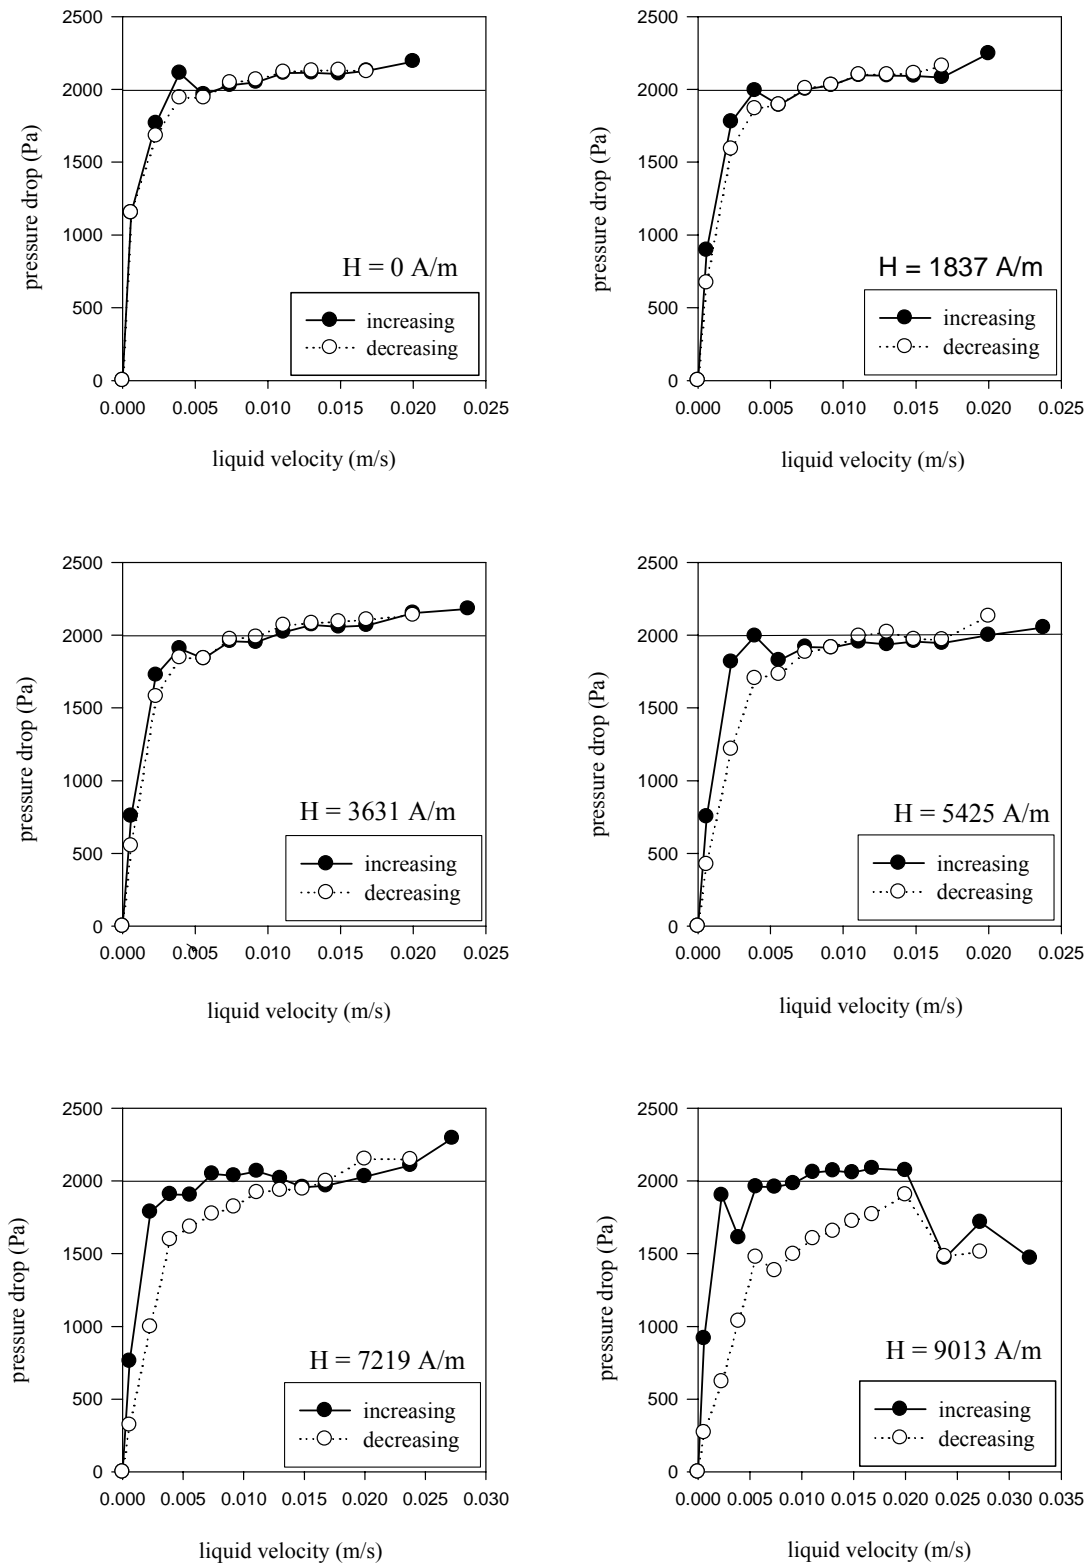 2500
2000
1500
1000
500
0
pressure drop (Pa)
H = 0 A/m
increasing
decreasing
0.000 0.005 0.010 0.015 0.020 0.025
liquid velocity (m/s)
2500
2000
1500
1000
500
0
pressure drop (Pa)
H = 1837 A/m
increasing
decreasing
0.000 0.005 0.010 0.015 0.020 0.025
liquid velocity (m/s)
2500
2000
1500
1000
500
0
pressure drop (Pa)
H = 3631 A/m
increasing
decreasing
0.000 0.005 0.010 0.015 0.020 0.025
liquid velocity (m/s)
2500
2000
1500
1000
500
0
pressure drop (Pa)
H = 5425 A/m
increasing
decreasing
0.000 0.005 0.010 0.015 0.020 0.025
liquid velocity (m/s)
2500
2000
1500
1000
500
0
pressure drop (Pa)
H = 7219 A/m
increasing
decreasing
0.000 0.005 0.010 0.015 0.020 0.025 0.030
liquid velocity (m/s)
2500
2000
1500
1000
500
0
pressure drop (Pa)
H = 9013 A/m
increasing
decreasing
0.000 0.005 0.010 0.015 0.020 0.025 0.030 0.035
liquid velocity (m/s)